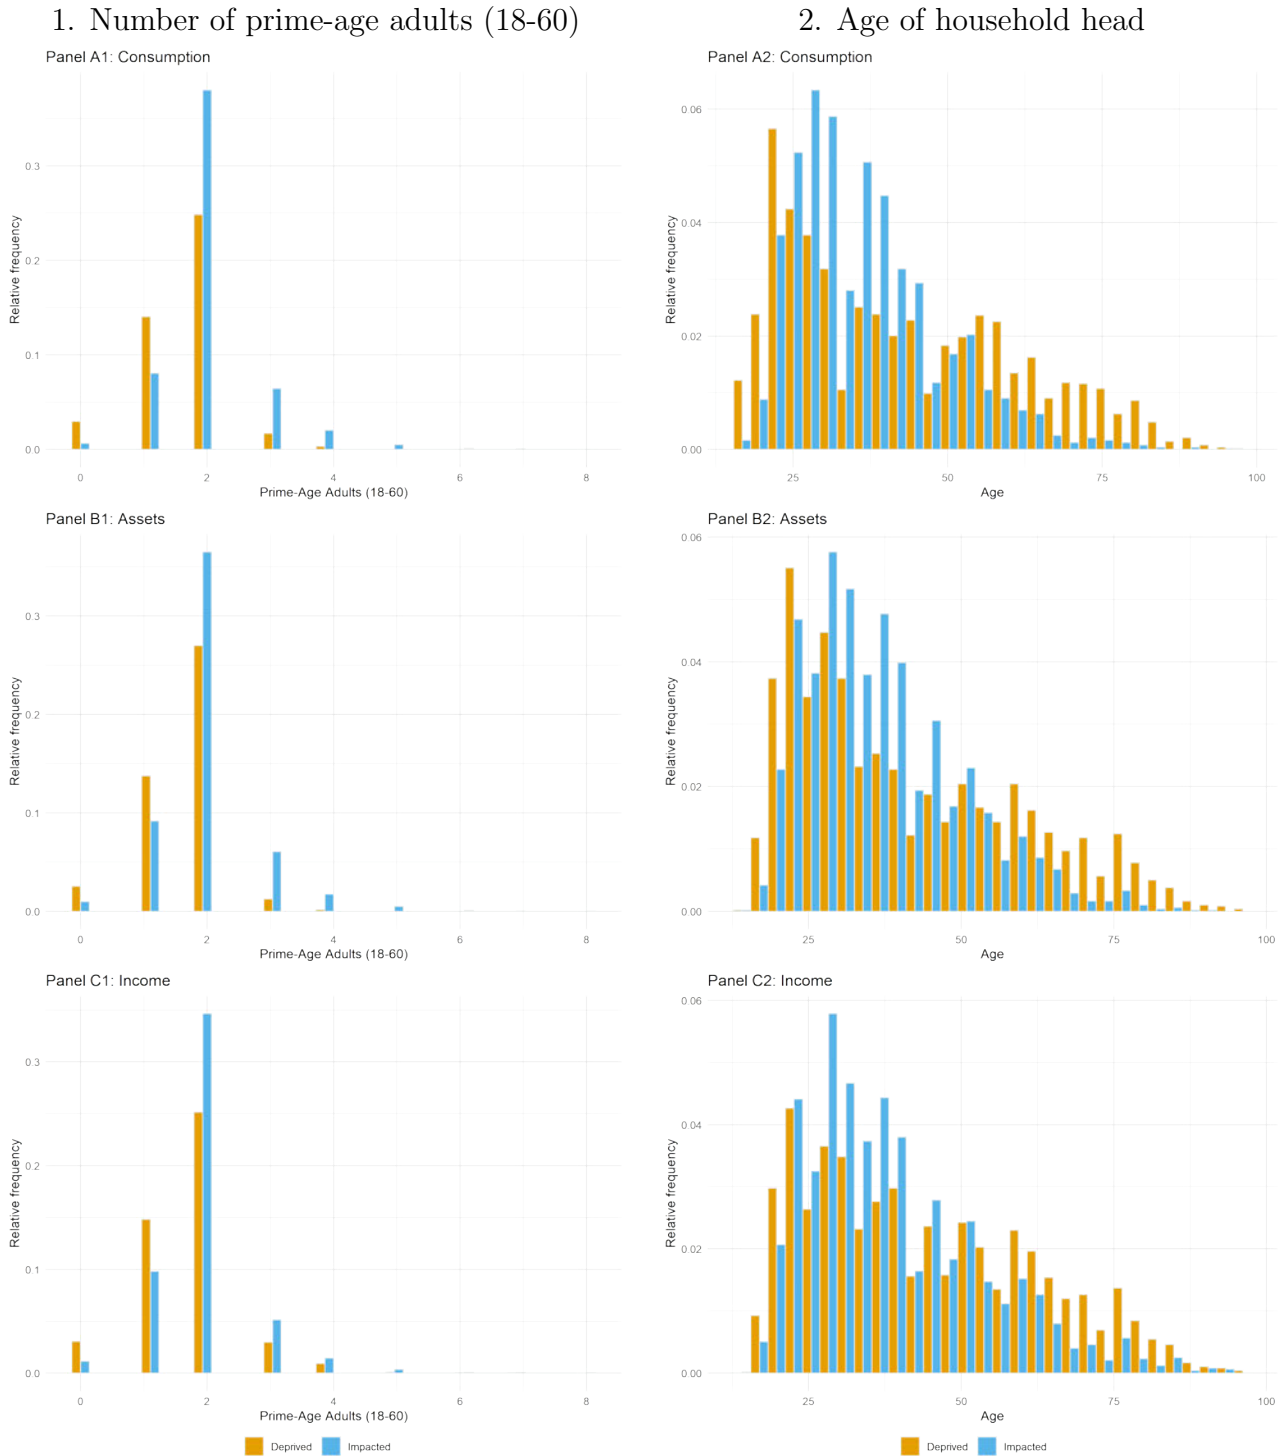 1. Number of prime-age adults (18-60)
2. Age of household head
Panel A1: Consumption
Relative frequency
0.3
0.2
0.1
0.0
0 2 4 6 8
Prime-Age Adults (18-60)
Panel A2: Consumption
Relative frequency
0.06
0.04
0.02
0.00
25 50 75 100
Age
Panel B1: Assets
Relative frequency
0.3
0.2
0.1
0.0
0 2 4 6 8
Prime-Age Adults (18-60)
Panel B2: Assets
Relative frequency
0.06
0.04
0.02
0.00
25 50 75 100
Age
Panel C1: Income
Relative frequency
0.3
0.2
0.1
0.0
0 2 4 6 8
Prime-Age Adults (18-60)
Deprived Impacted
Panel C2: Income
Relative frequency
0.06
0.04
0.02
0.00
25 50 75 100
Age
Deprived Impacted